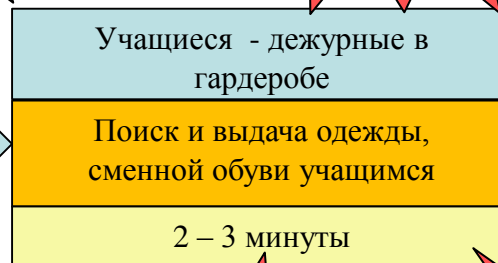 Учащиеся - дежурные в
гардеробе
Поиск и выдача одежды,
сменной обуви учащимся
2 – 3 минуты